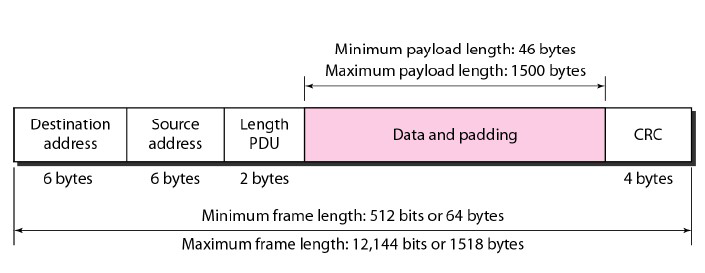 Minimum payload length: 46 bytes
Maximum payload length: 1500 bytes
Destination address
Source address
Length PDU
Data and padding
CRC
6 bytes
6 bytes
2 bytes
4 bytes
Minimum frame length: 512 bits or 64 bytes
Maximum frame length: 12,144 bits or 1518 bytes